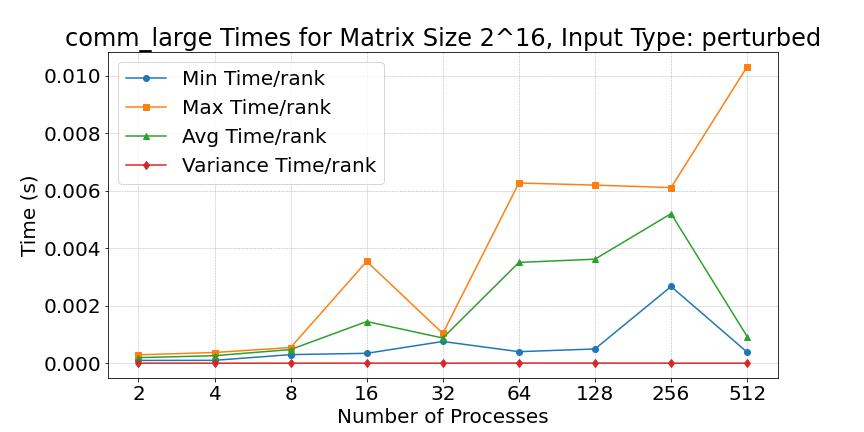 comm_large Times for Matrix Size 2^16, Input Type: perturbed
Min Time/rank
Max Time/rank
Avg Time/rank
Variance Time/rank
Time (s)
0.010
0.008
0.006
0.004
0.002
0.000
2 4 8 16 32 64 128 256 512
Number of Processes